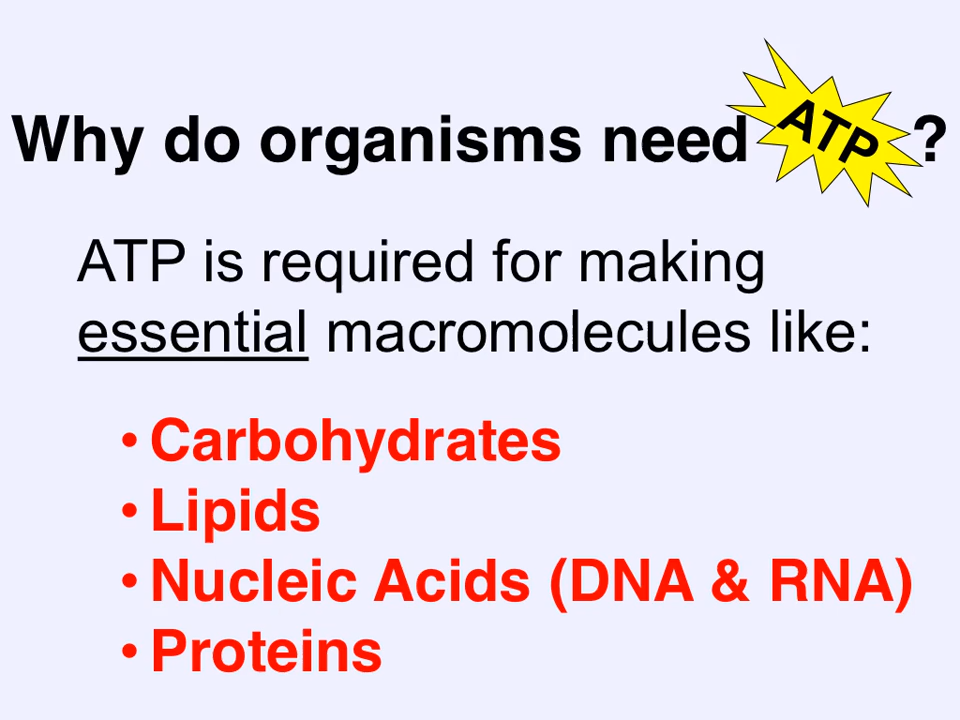 Why do organisms need ATP ?
ATP is required for making
essential macromolecules like:
• Carbohydrates
• Lipids
• Nucleic Acids (DNA & RNA)
• Proteins